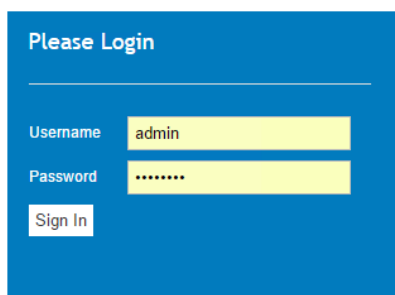 Please Login
Username admin
Password ••••••••
Sign In